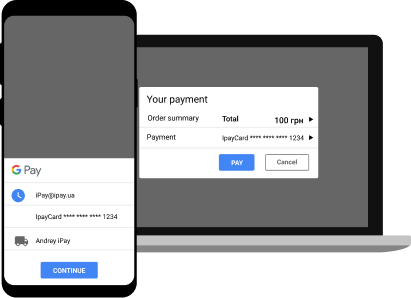 G Pay
iPay@ipay.ua
IpayCard **** **** **** 1234
Andrey iPay
CONTINUE
Your payment
Order summary Total 100 грн
Payment IpayCard **** **** **** 1234
PAY Cancel